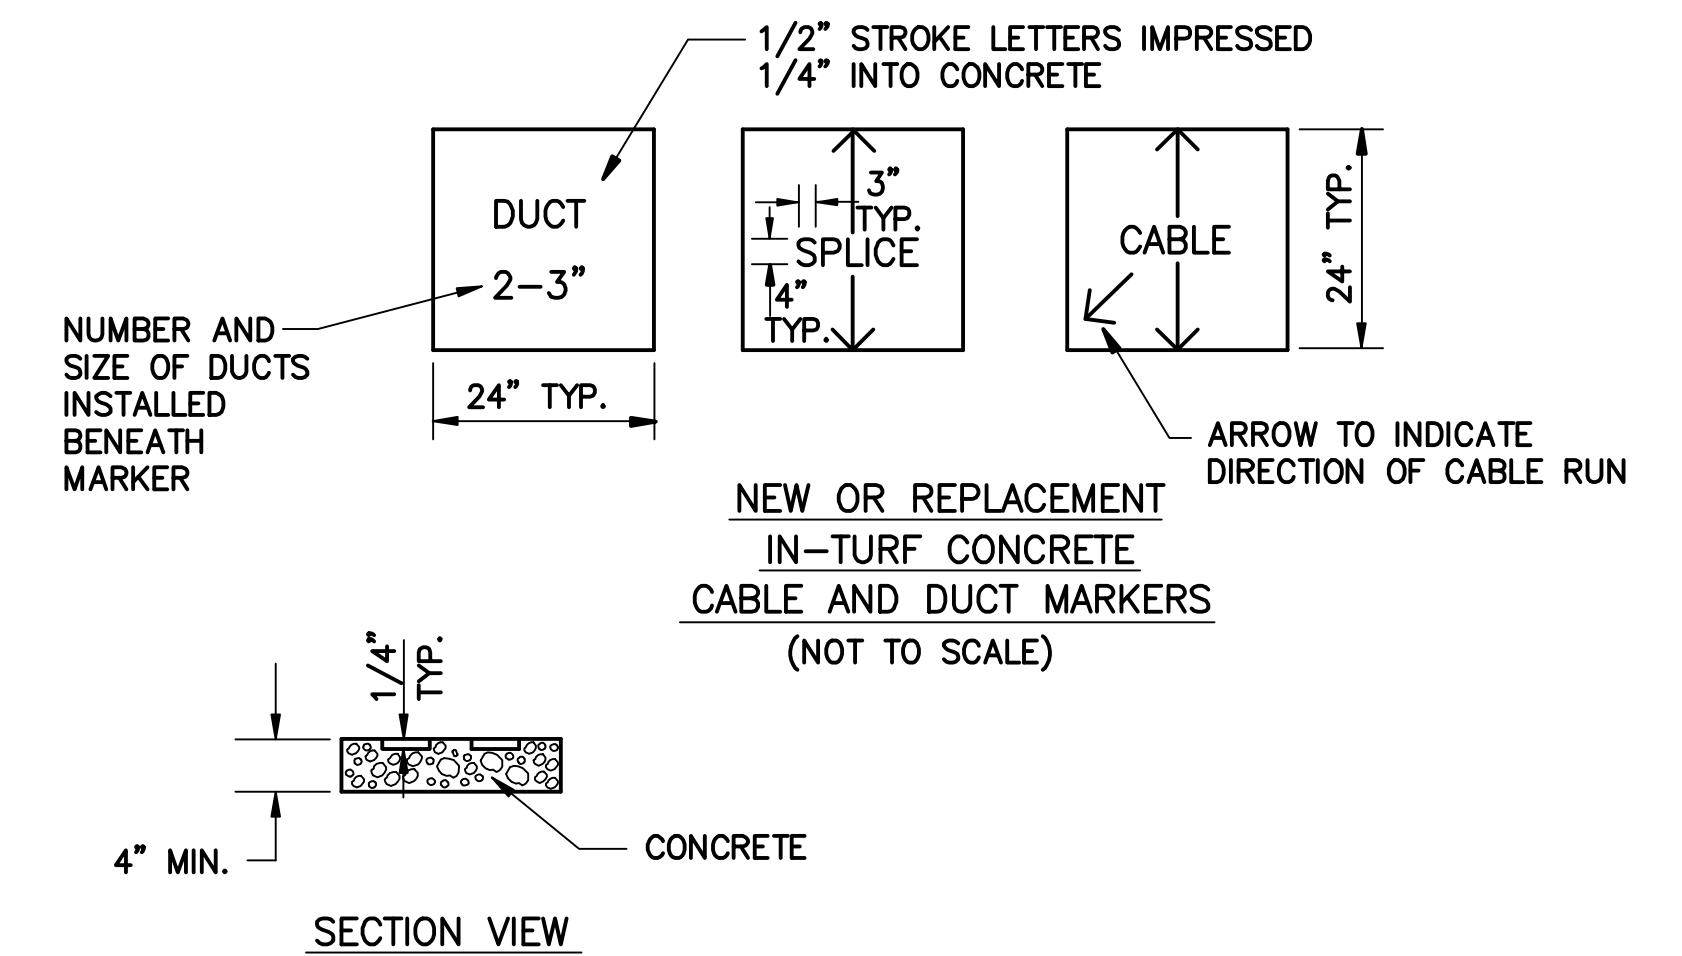 1/2" STROKE LETTERS IMPRESSED
1/4" INTO CONCRETE
DUCT
2-3"
3"
TYP.
SPLICE
4"
TYP.
CABLE
24" TYP.
NUMBER AND
SIZE OF DUCTS
INSTALLED
BENEATH
MARKER
24" TYP.
ARROW TO INDICATE
DIRECTION OF CABLE RUN
NEW OR REPLACEMENT
IN-TURF CONCRETE
CABLE AND DUCT MARKERS
(NOT TO SCALE)
1/4"
TYP.
4" MIN.
CONCRETE
SECTION VIEW